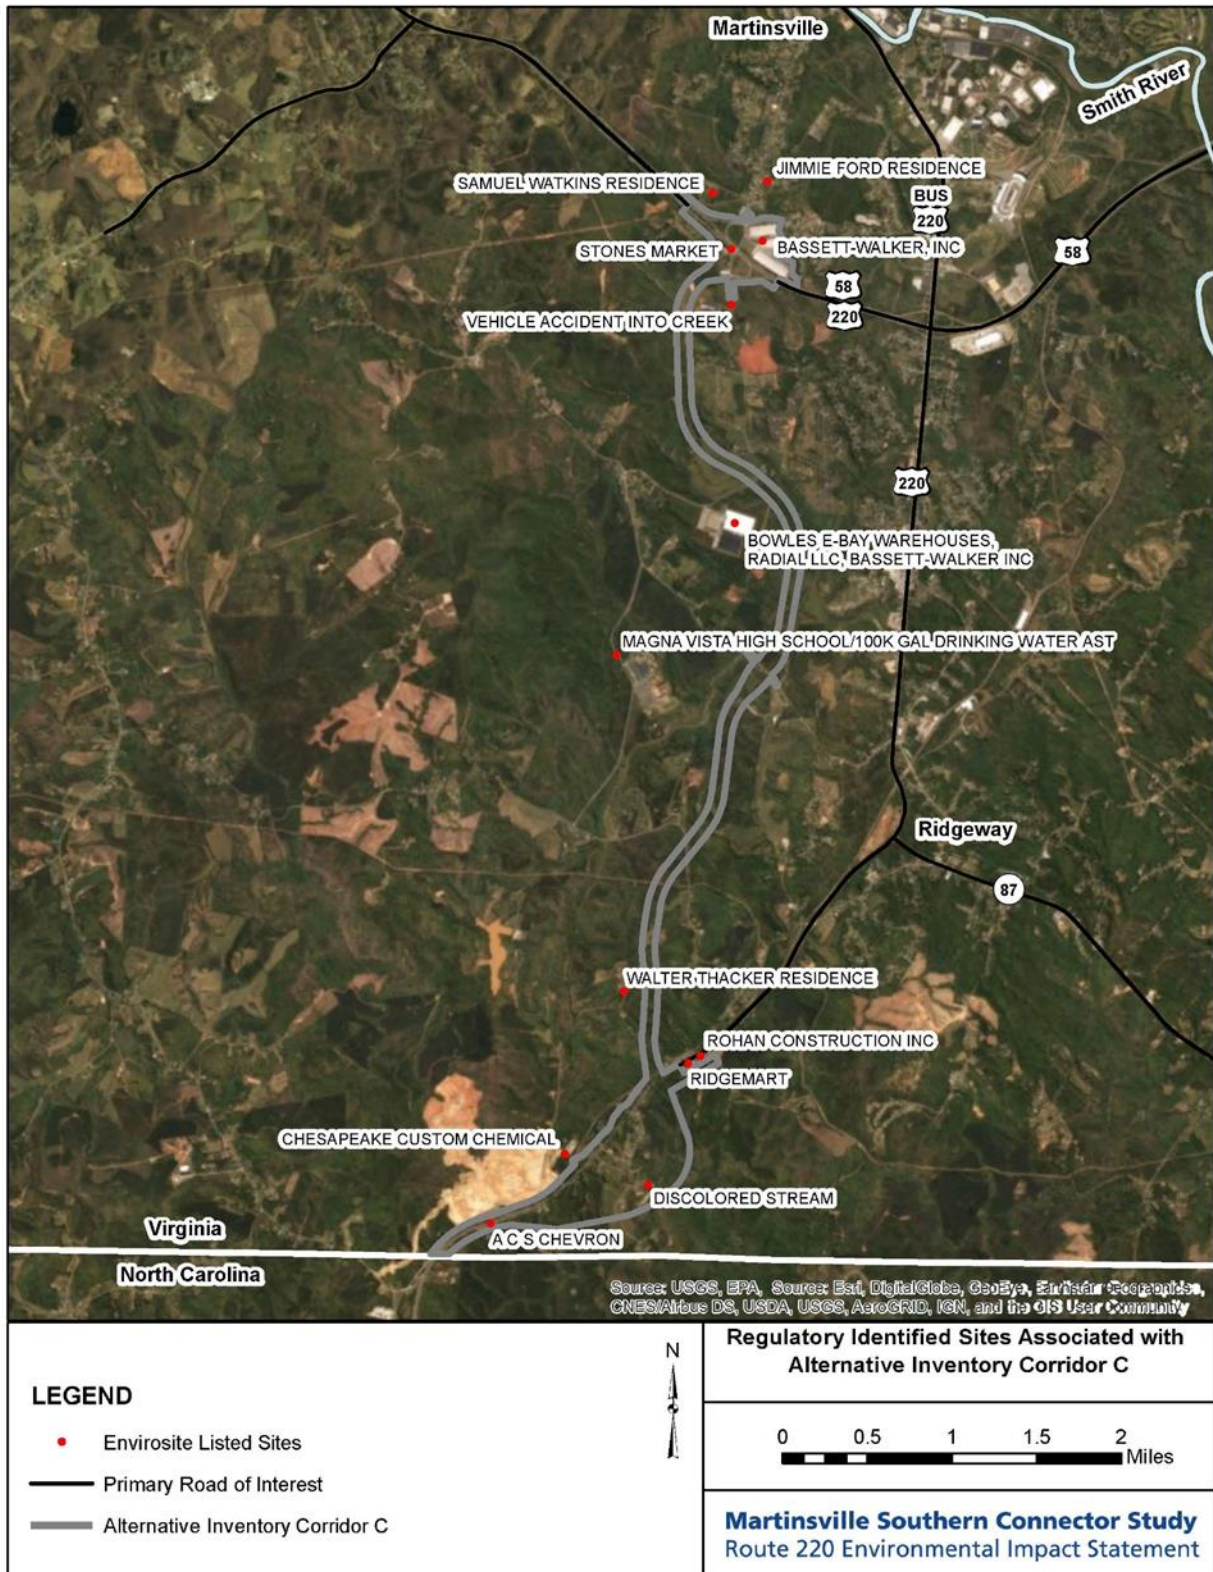 Martinsville
Smith River
JIMMIE FORD RESIDENCE
SAMUEL WATKINS RESIDENCE
BUS
220
STONES MARKET
BASSETT-WALKER, INC
58
58
220
VEHICLE ACCIDENT INTO CREEK
220
BOWLES E-BAY WAREHOUSES,
RADIAL LLC, BASSETT-WALKER INC
MAGNA VISTA HIGH SCHOOL/100K GAL DRINKING WATER AST
Ridgeway
87
WALTER THACKER RESIDENCE
ROHAN CONSTRUCTION INC
RIDGEMART
CHESAPEAKE CUSTOM CHEMICAL
DISCOLORED STREAM
A C S CHEVRON
Virginia
North Carolina
Source: USGS, EPA, Source: Esri, DigitalGlobe, GeoEye, Earthstar Geographics,
CNES/Airbus DS, USDA, USGS, AeroGRID, IGN, and the GIS User Community
LEGEND
Envirosite Listed Sites
Primary Road of Interest
Alternative Inventory Corridor C
N
Regulatory Identified Sites Associated with
Alternative Inventory Corridor C
0 0.5 1 1.5 2
Miles
Martinsville Southern Connector Study
Route 220 Environmental Impact Statement